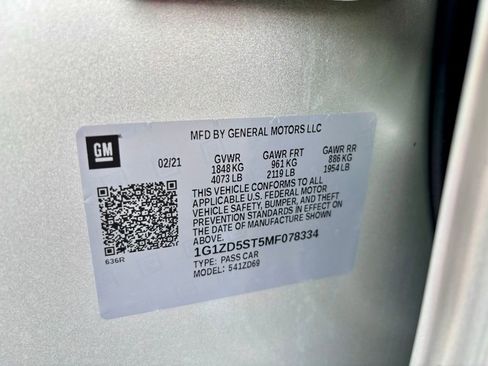 MFD BY GENERAL MOTORS LLC
GM
02/21 GVWR GAWR FRT GAWR RR
1848 KG 961 KG 886 KG
4073 LB 2119 LB 1954 LB
THIS VEHICLE CONFORMS TO ALL
APPLICABLE U.S. FEDERAL MOTOR
VEHICLE SAFETY, BUMPER, AND THEFT
PREVENTION STANDARDS IN EFFECT ON
THE DATE OF MANUFACTURE SHOWN
ABOVE.
1G1ZD5ST5MF078334
636R
TYPE: PASS CAR
MODEL: 541ZD69